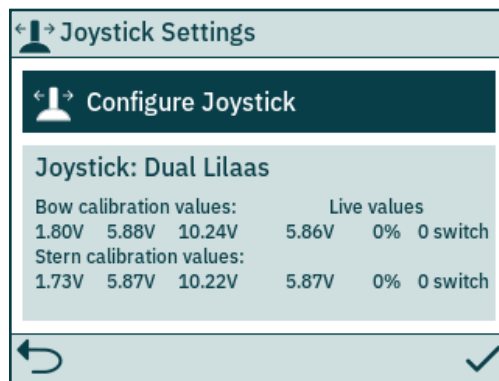 Joystick Settings
Configure Joystick
Joystick: Dual Lilaas
Bow calibration values: Live values
1.80V 5.88V 10.24V 5.86V 0% 0 switch
Stern calibration values:
1.73V 5.87V 10.22V 5.87V 0% 0 switch